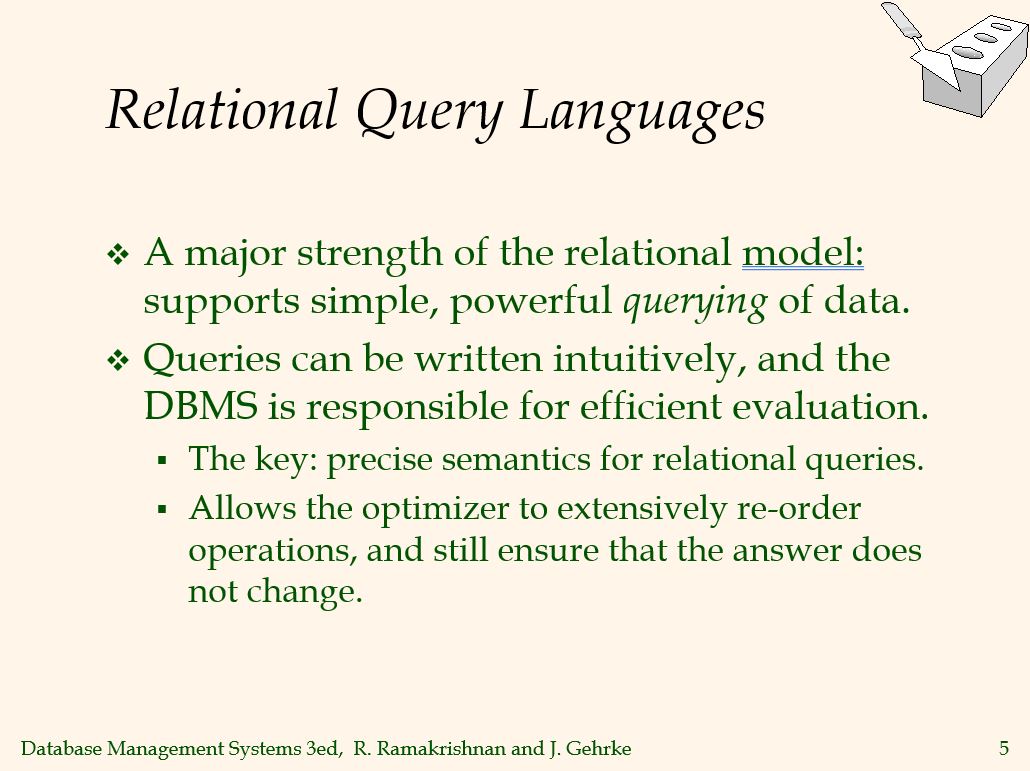 Relational Query Languages
❖ A major strength of the relational model:
supports simple, powerful querying of data.
❖ Queries can be written intuitively, and the
DBMS is responsible for efficient evaluation.
▪ The key: precise semantics for relational queries.
▪ Allows the optimizer to extensively re-order
operations, and still ensure that the answer does
not change.
Database Management Systems 3ed, R. Ramakrishnan and J. Gehrke 5